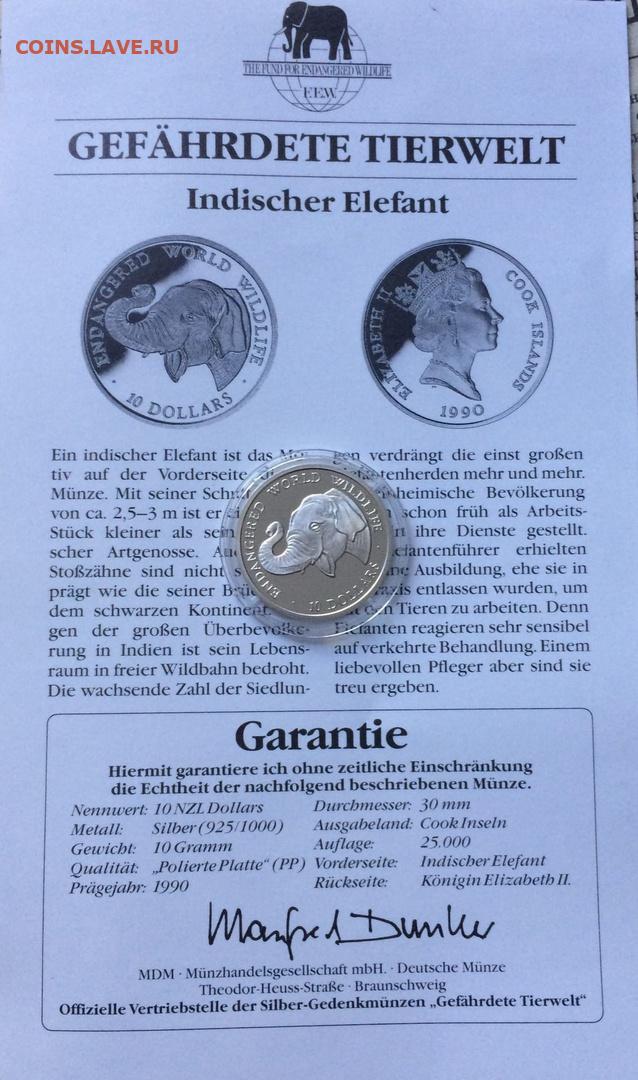 COINS.LAVE.RU
THE FUND FOR ENDANGERED WILDLIFE
EEW
GEFÄHRDETE TIERWELT
Indischer Elefant
ENDANGERED WORLD WILDLIFE
· 10 DOLLARS ·
ELIZABETH II
COOK ISLANDS
1990
Ein indischer Elefant ist das
tiv auf der Vorderseite
Münze. Mit seiner
von ca. 2,5–3 m ist er
Stück kleiner als sein
scher Artgenosse.
Stoßzähne sind nicht
prägt wie die seiner
dem schwarzen Kontinent.
gen der großen Überbevölke-
rung in Indien ist sein Lebens-
raum in freier Wildbahn bedroht.
Die wachsende Zahl der Siedlun-
gen verdrängt die einst großen
tenherden mehr und mehr.
heimische Bevölkerung
schon früh als Arbeits-
ihre Dienste gestellt.
efantenführer erhielten
Ausbildung, ehe sie in
axis entlassen wurden, um
den Tieren zu arbeiten. Denn
Elefanten reagieren sehr sensibel
auf verkehrte Behandlung. Einem
liebevollen Pfleger aber sind sie
treu ergeben.
ENDANGERED WORLD WILDLIFE
· 10 DOLLARS ·
Garantie
Hiermit garantiere ich ohne zeitliche Einschränkung
die Echtheit der nachfolgend beschriebenen Münze.
Nennwert: 10 NZL Dollars
Metall: Silber (925/1000)
Gewicht: 10 Gramm
Qualität: „Polierte Platte“ (PP)
Prägejahr: 1990
Durchmesser: 30 mm
Ausgabeland: Cook Inseln
Auflage: 25.000
Vorderseite: Indischer Elefant
Rückseite: Königin Elizabeth II.
MDM · Münzhandelsgesellschaft mbH. · Deutsche Münze
Theodor-Heuss-Straße · Braunschweig
Offizielle Vertriebstelle der Silber-Gedenkmünzen „Gefährdete Tierwelt“